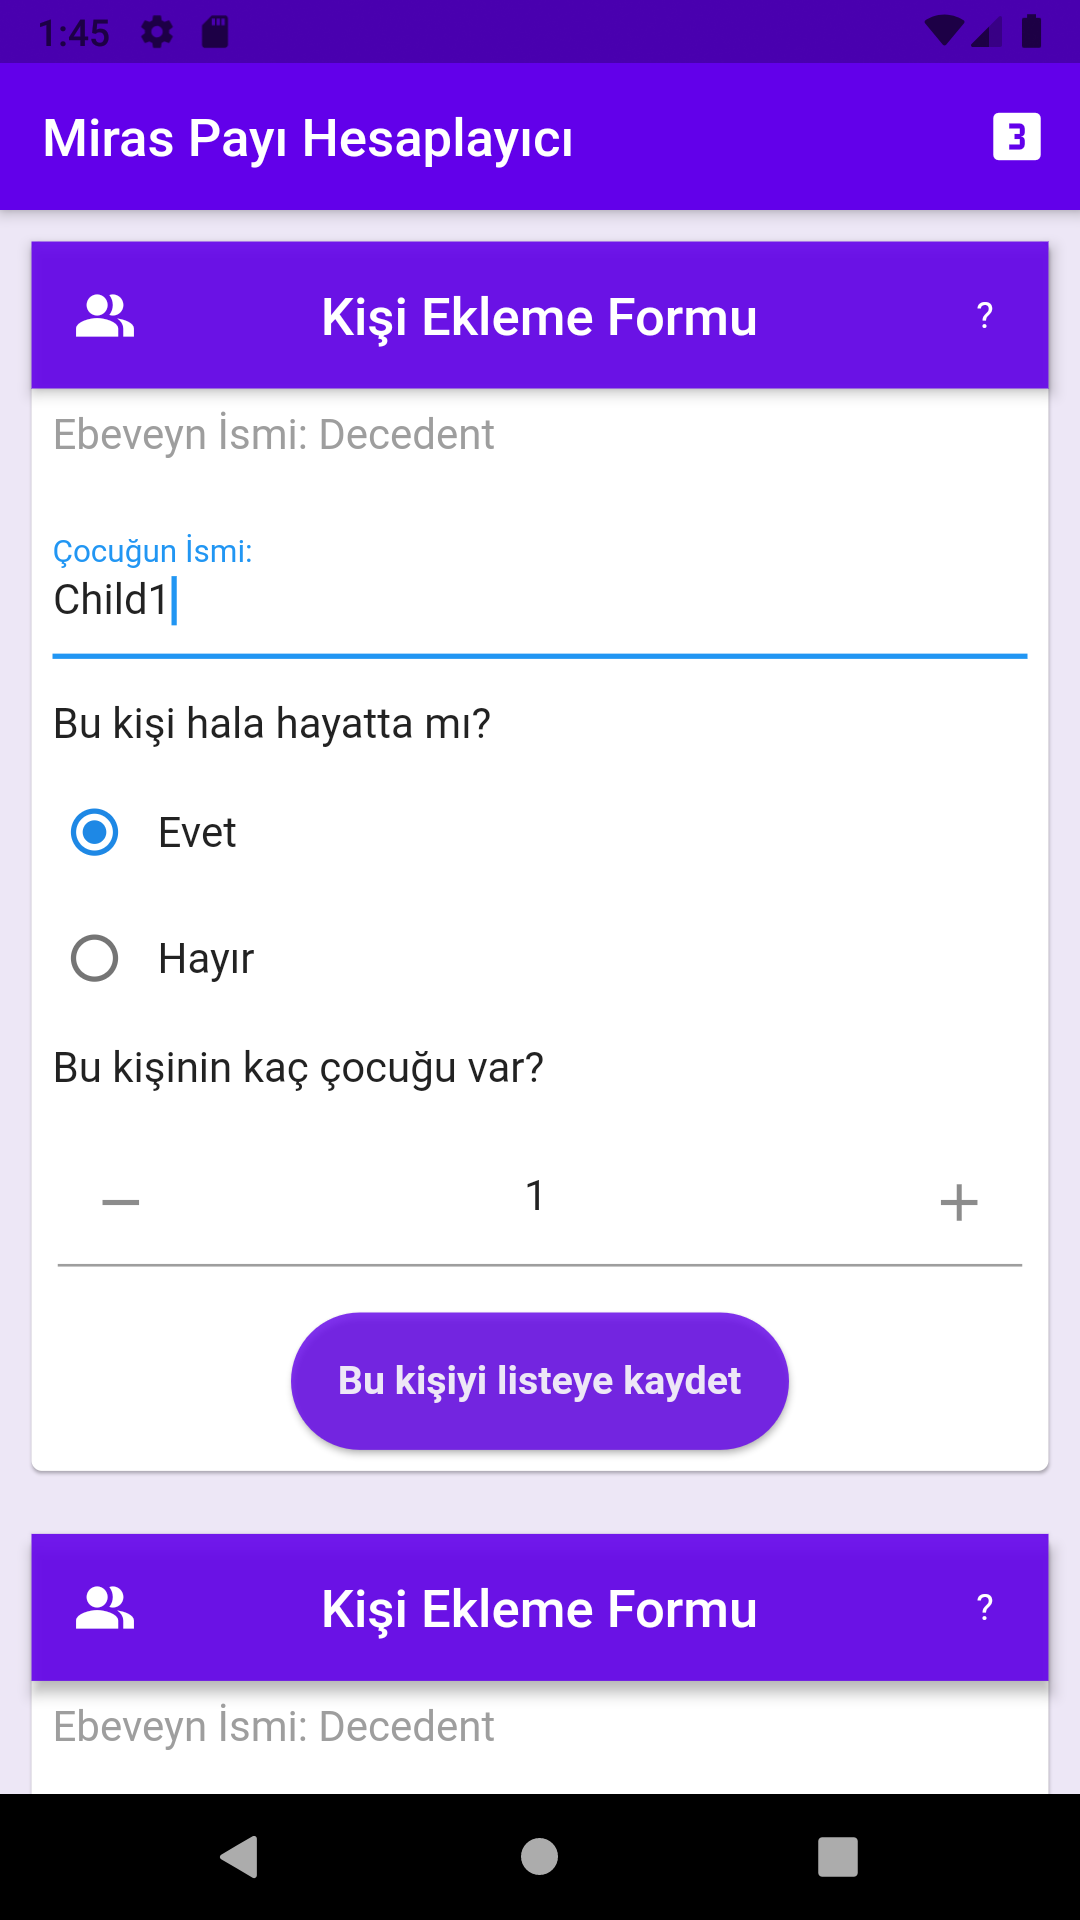 1:45
Miras Payı Hesaplayıcı
3
Kişi Ekleme Formu
?
Ebeveyn İsmi: Decedent
Çocuğun İsmi:
Child1
Bu kişi hala hayatta mı?
Evet
Hayır
Bu kişinin kaç çocuğu var?
1
Bu kişiyi listeye kaydet
Kişi Ekleme Formu
?
Ebeveyn İsmi: Decedent